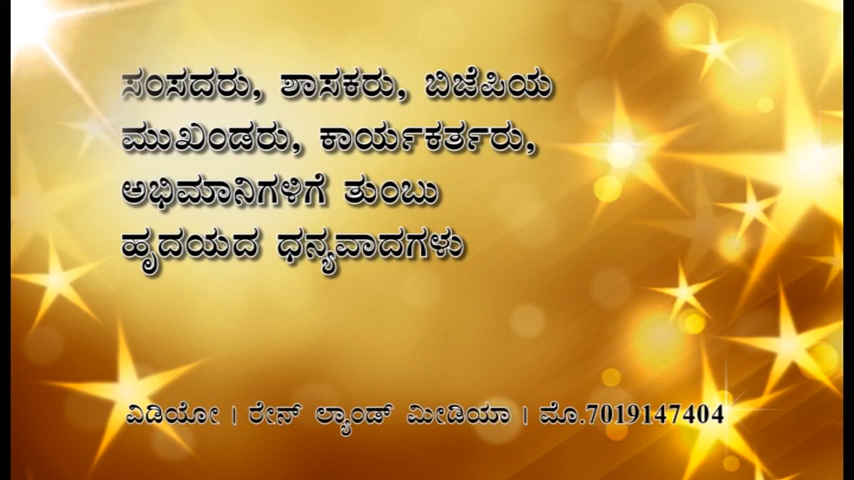 ಸಂಸದರು, ಶಾಸಕರು, ಬಿಜೆಪಿಯ
ಮುಖಂಡರು, ಕಾರ್ಯಕರ್ತರು,
ಅಭಿಮಾನಿಗಳಿಗೆ ತುಂಬು
ಹೃದಯದ ಧನ್ಯವಾದಗಳು
ವಿಡಿಯೋ । ರೇನ್ ಲ್ಯಾಂಡ್ ಮೀಡಿಯಾ । ಮೊ.7019147404